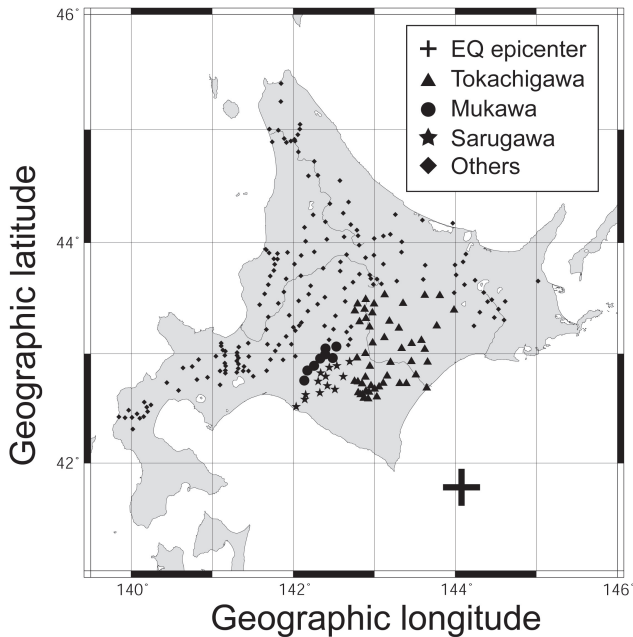 46°
EQ epicenter
Tokachigawa
Mukawa
Sarugawa
Others
Geographic latitude
44°
42°
140° 142° 144° 146°
Geographic longitude